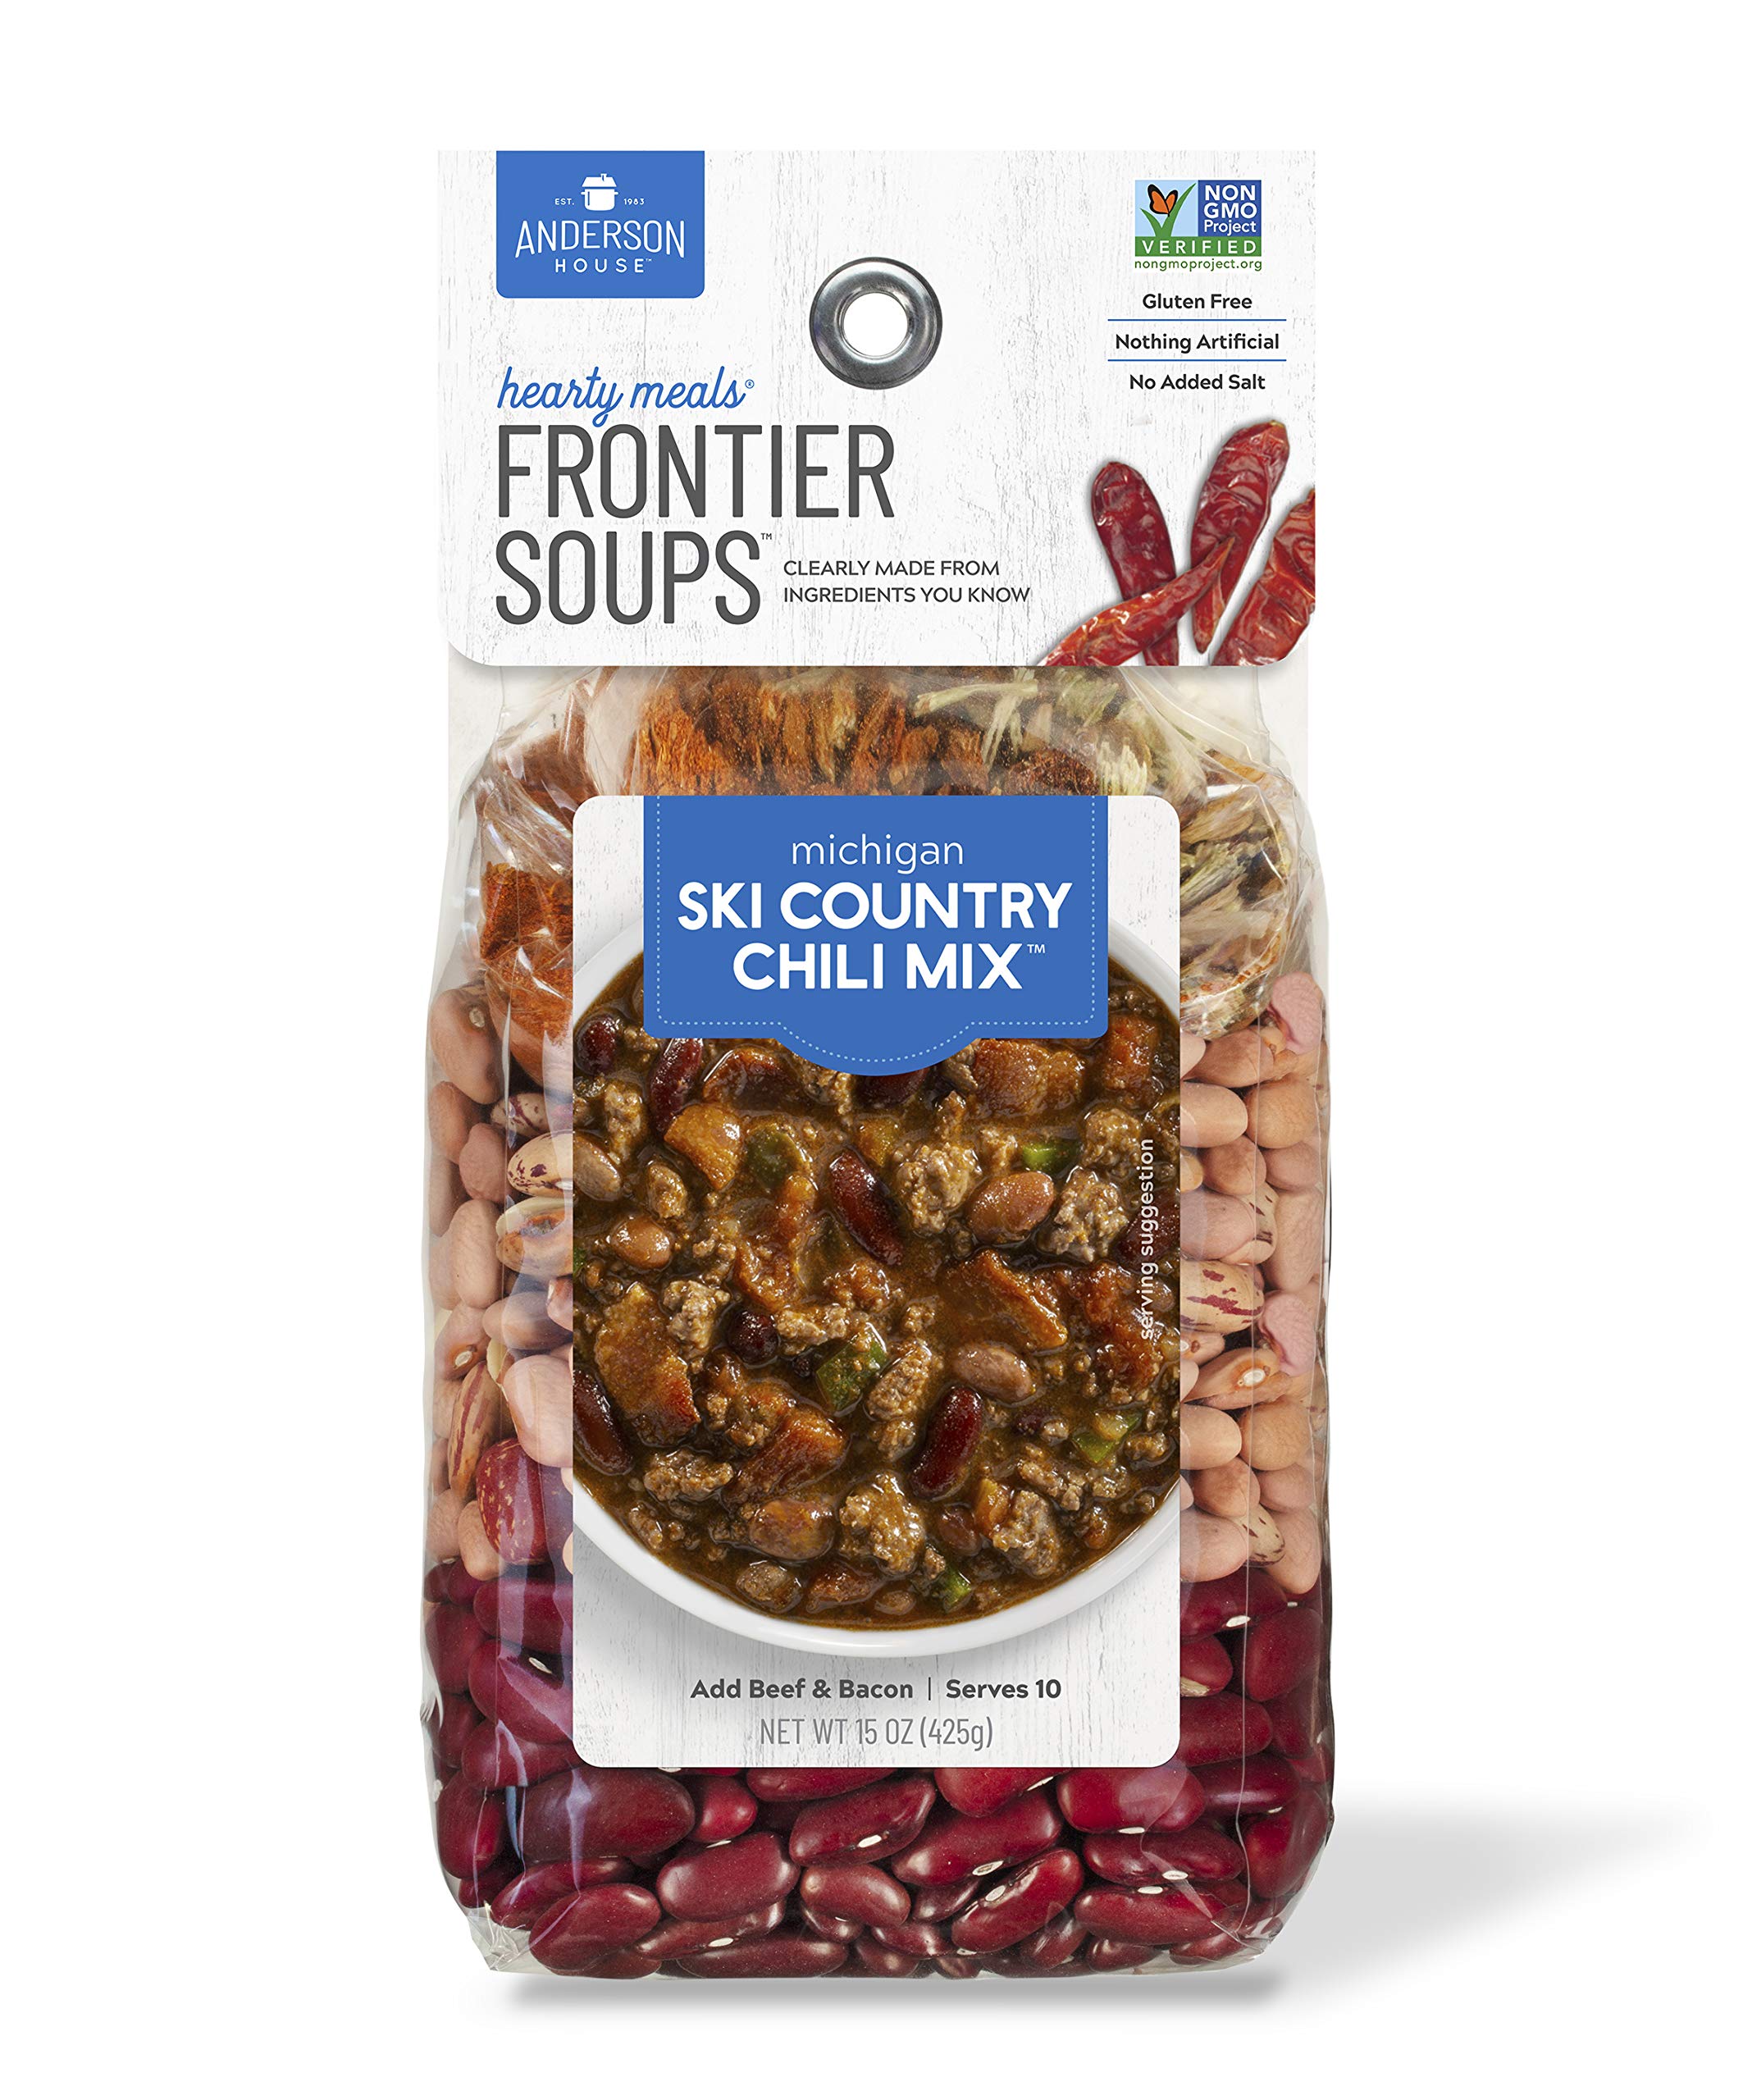 EST. 1983
ANDERSON
HOUSE™
NON
GMO
Project
VERIFIED
nongmoproject.org
Gluten Free
Nothing Artificial
No Added Salt
hearty meals®
FRONTIER
SOUPS™
CLEARLY MADE FROM
INGREDIENTS YOU KNOW
michigan
SKI COUNTRY
CHILI MIX™
serving suggestion
Add Beef & Bacon | Serves 10
NET WT 15 OZ (425g)